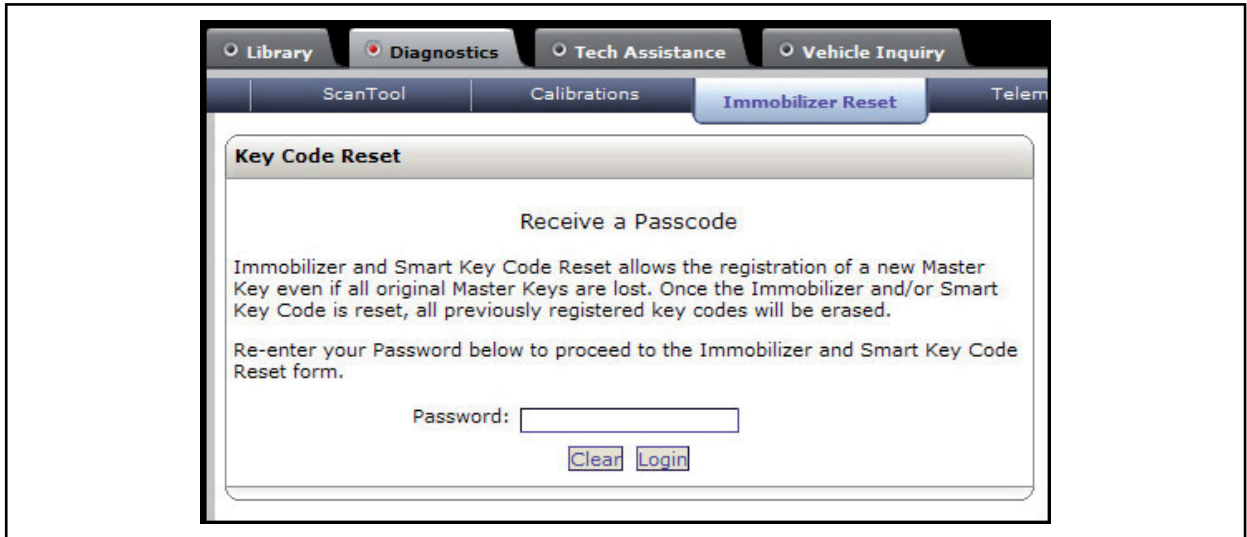 Library Diagnostics Tech Assistance Vehicle Inquiry
ScanTool Calibrations Immobilizer Reset Telem
Key Code Reset
Receive a Passcode
Immobilizer and Smart Key Code Reset allows the registration of a new Master
Key even if all original Master Keys are lost. Once the Immobilizer and/or Smart
Key Code is reset, all previously registered key codes will be erased.
Re-enter your Password below to proceed to the Immobilizer and Smart Key Code
Reset form.
Password:
Clear Login